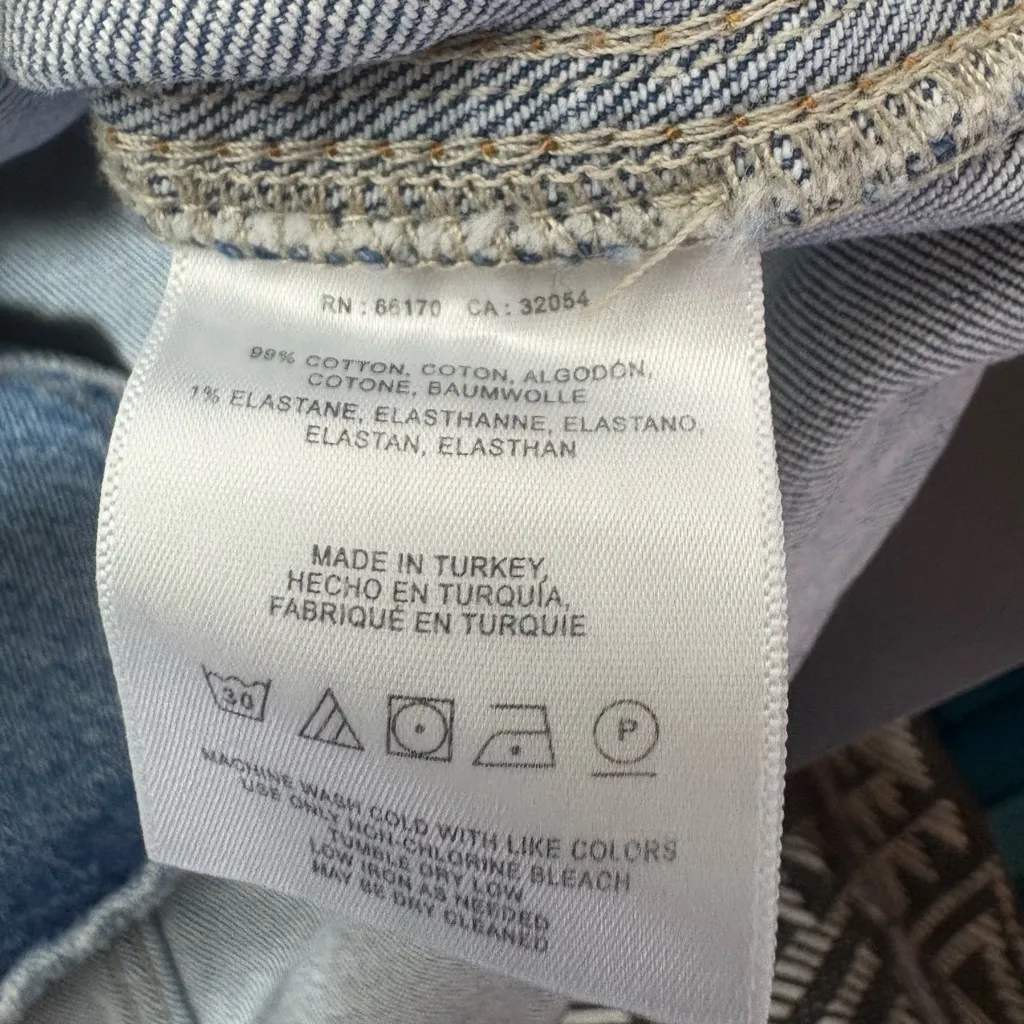 RN : 66170 CA : 32054
99% COTTON, COTON, ALGODÓN,
COTONE, BAUMWOLLE
1% ELASTANE, ELASTHANNE, ELASTANO,
ELASTAN, ELASTHAN
MADE IN TURKEY,
HECHO EN TURQUÍA,
FABRIQUÉ EN TURQUIE
30
P
MACHINE WASH COLD WITH LIKE COLORS
USE ONLY NON-CHLORINE BLEACH
TUMBLE DRY LOW
LOW IRON AS NEEDED
MAY BE DRY CLEANED